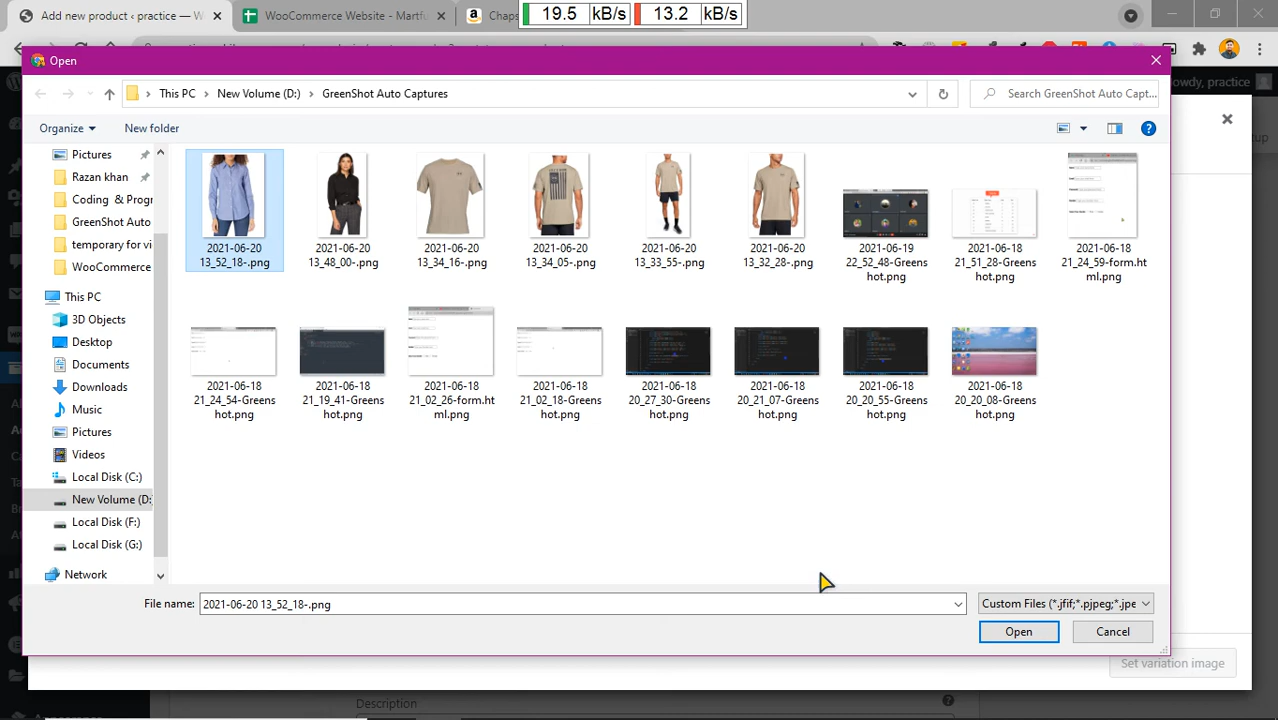 Add new product ‹ practice — W
WooCommerce Website - Martfu
Chaps
19.5 kB/s 13.2 kB/s
Open
This PC
New Volume (D:)
GreenShot Auto Captures
Search GreenShot Auto Capt...
owdy, practice
Organize
New folder
Pictures
Razan khan
Coding & Progr
GreenShot Auto
temporary for vi
WooCommerce
This PC
3D Objects
Desktop
Documents
Downloads
Music
Pictures
Videos
Local Disk (C:)
New Volume (D:
Local Disk (F:)
Local Disk (G:)
Network
2021-06-20
13_52_18-.png
2021-06-20
13_48_00-.png
2021-06-20
13_34_16-.png
2021-06-20
13_34_05-.png
2021-06-20
13_33_55-.png
2021-06-20
13_32_28-.png
2021-06-19
22_52_48-Greens
hot.png
2021-06-18
21_51_28-Greens
hot.png
2021-06-18
21_24_59-form.ht
ml.png
2021-06-18
21_24_54-Greens
hot.png
2021-06-18
21_19_41-Greens
hot.png
2021-06-18
21_02_26-form.ht
ml.png
2021-06-18
21_02_18-Greens
hot.png
2021-06-18
20_27_30-Greens
hot.png
2021-06-18
20_21_07-Greens
hot.png
2021-06-18
20_20_55-Greens
hot.png
2021-06-18
20_20_08-Greens
hot.png
File name:
2021-06-20 13_52_18-.png
Custom Files (*.jfif;*.pjpeg;*.jpe
Open
Cancel
Set variation image
Description